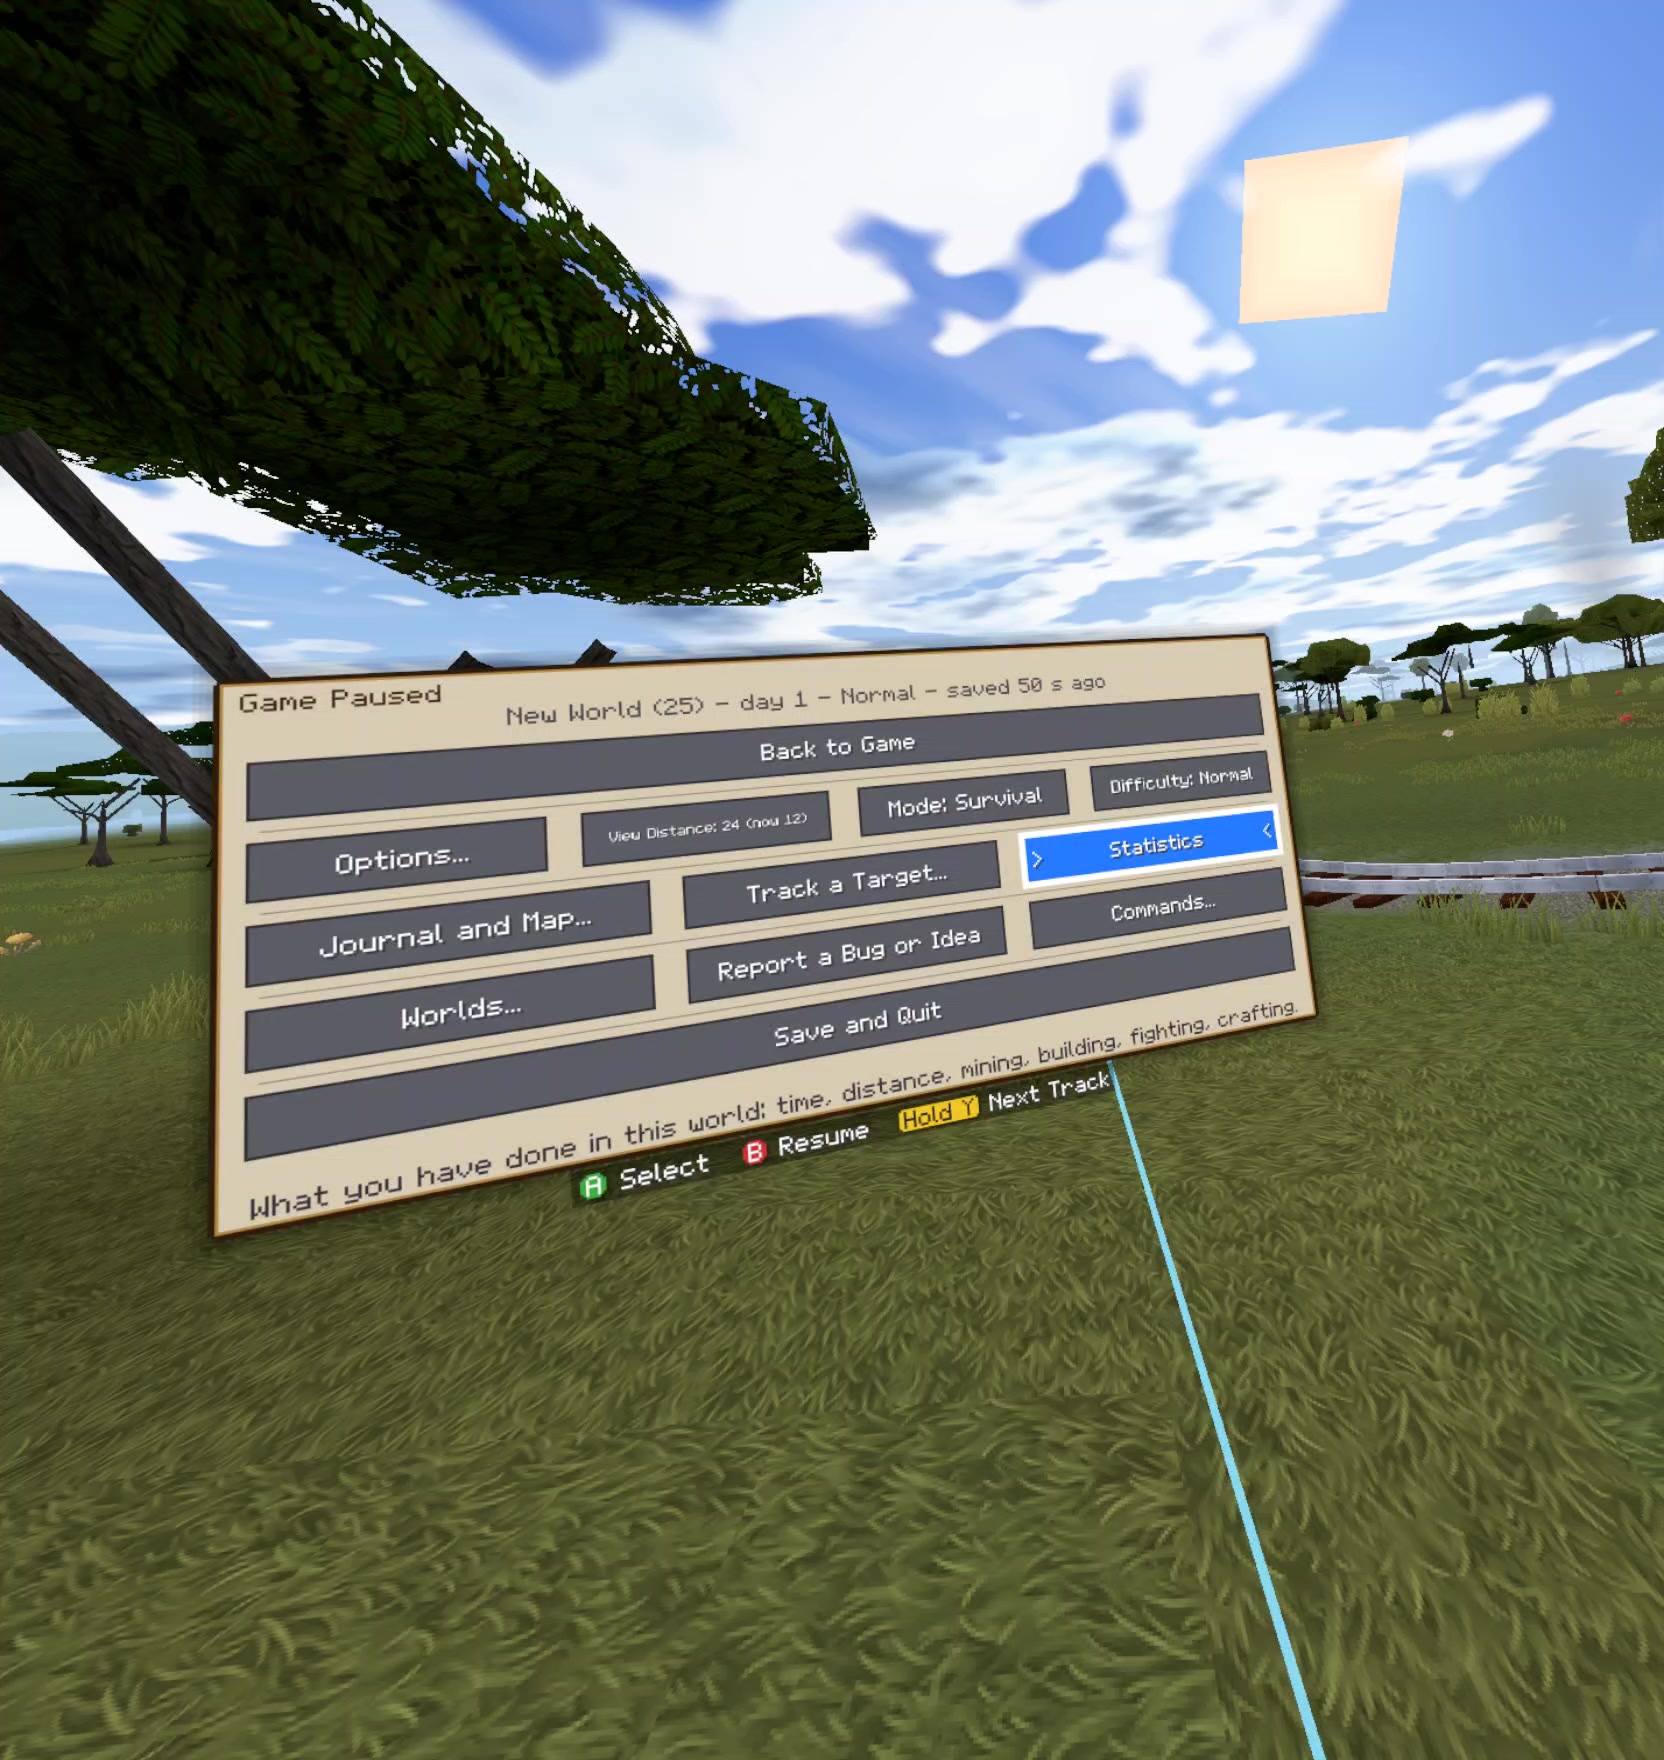 Game Paused
New World (25) – day 1 – Normal – saved 50 s ago
Back to Game
Options...
View Distance: 24 (now 12)
Mode: Survival
Difficulty: Normal
Journal and Map...
Track a Target...
> Statistics <
Worlds...
Report a Bug or Idea
Commands...
Save and Quit
What you have done in this world: time, distance, mining, building, fighting, crafting.
A Select B Resume Hold Y Next Track